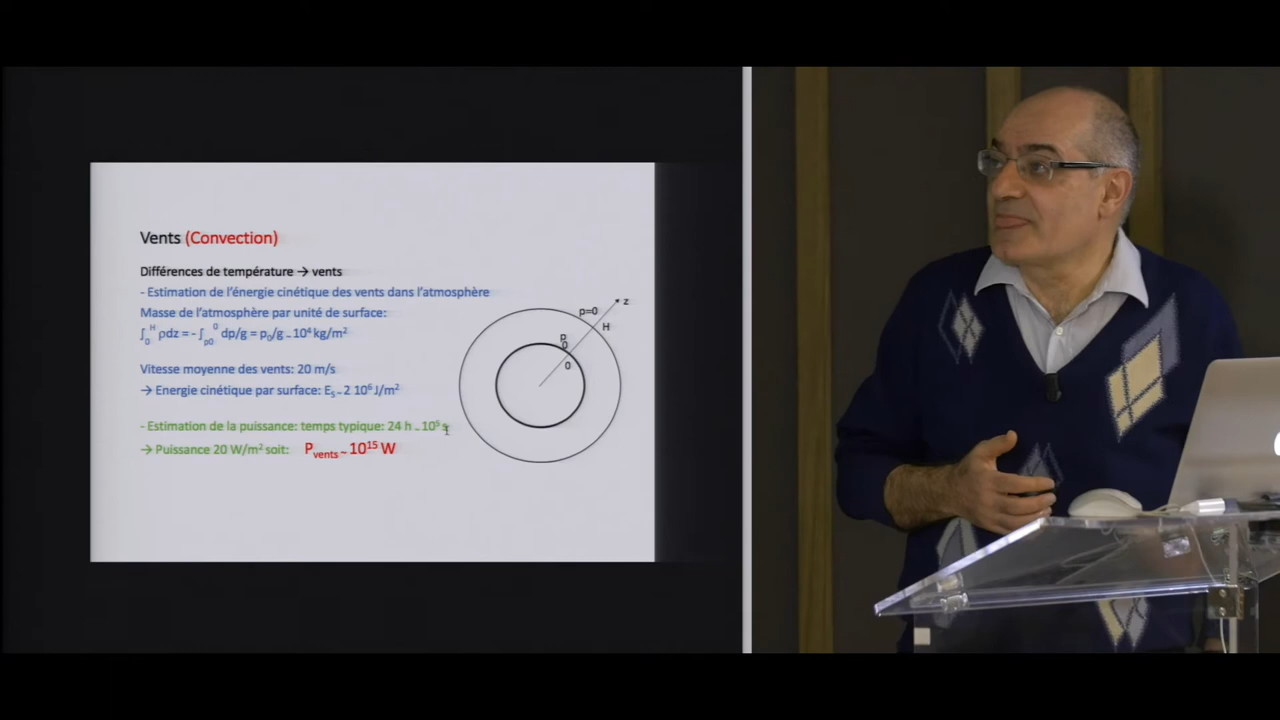 Vents (Convection)
Différences de température → vents
- Estimation de l'énergie cinétique des vents dans l'atmosphère
Masse de l'atmosphère par unité de surface:
∫₀ᴴ ρdz = -∫ₚ₀⁰ dp/g = p₀/g ~ 10⁴ kg/m²
Vitesse moyenne des vents: 20 m/s
→ Energie cinétique par surface: Eₛ ~ 2 10⁶ J/m²
- Estimation de la puissance: temps typique: 24 h ~ 10⁵ s
→ Puissance 20 W/m² soit: P_vents ~ 10¹⁵ W
z
p=0
H
p
0
0